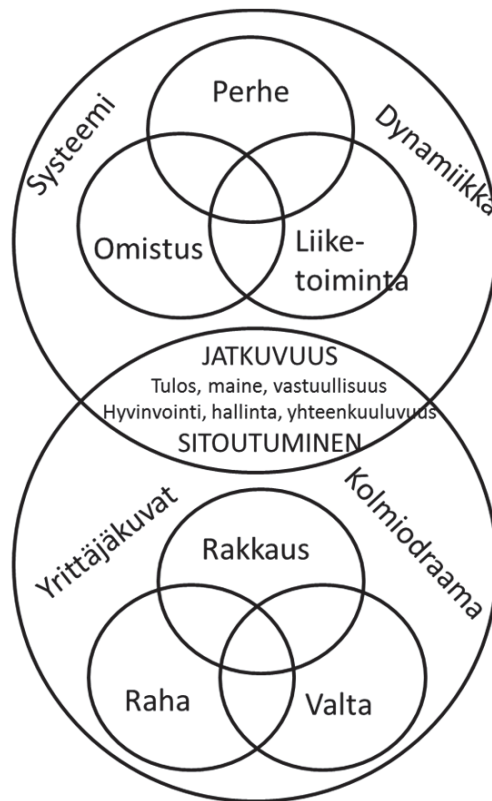 Perhe
Systeemi
Dynamiikka
Omistus
Liike-
toiminta
JATKUVUUS
Tulos, maine, vastuullisuus
Hyvinvointi, hallinta, yhteenkuuluvuus
SITOUTUMINEN
Yrittäjäkuvat
Kolmiodraama
Rakkaus
Raha
Valta